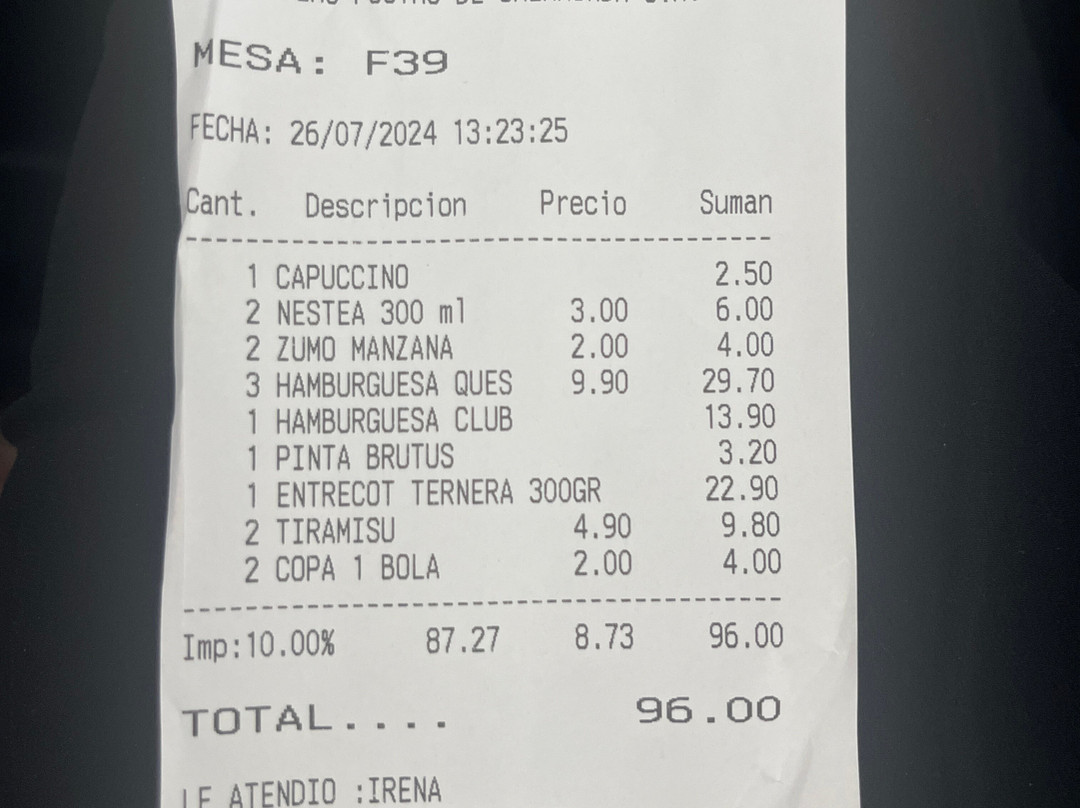 MESA: F39
FECHA: 26/07/2024 13:23:25
Cant. Descripcion Precio Suman
1 CAPUCCINO 2.50
2 NESTEA 300 ml 3.00 6.00
2 ZUMO MANZANA 2.00 4.00
3 HAMBURGUESA QUES 9.90 29.70
1 HAMBURGUESA CLUB 13.90
1 PINTA BRUTUS 3.20
1 ENTRECOT TERNERA 300GR 22.90
2 TIRAMISU 4.90 9.80
2 COPA 1 BOLA 2.00 4.00
Imp:10.00% 87.27 8.73 96.00
TOTAL.... 96.00
LE ATENDIO :IRENA